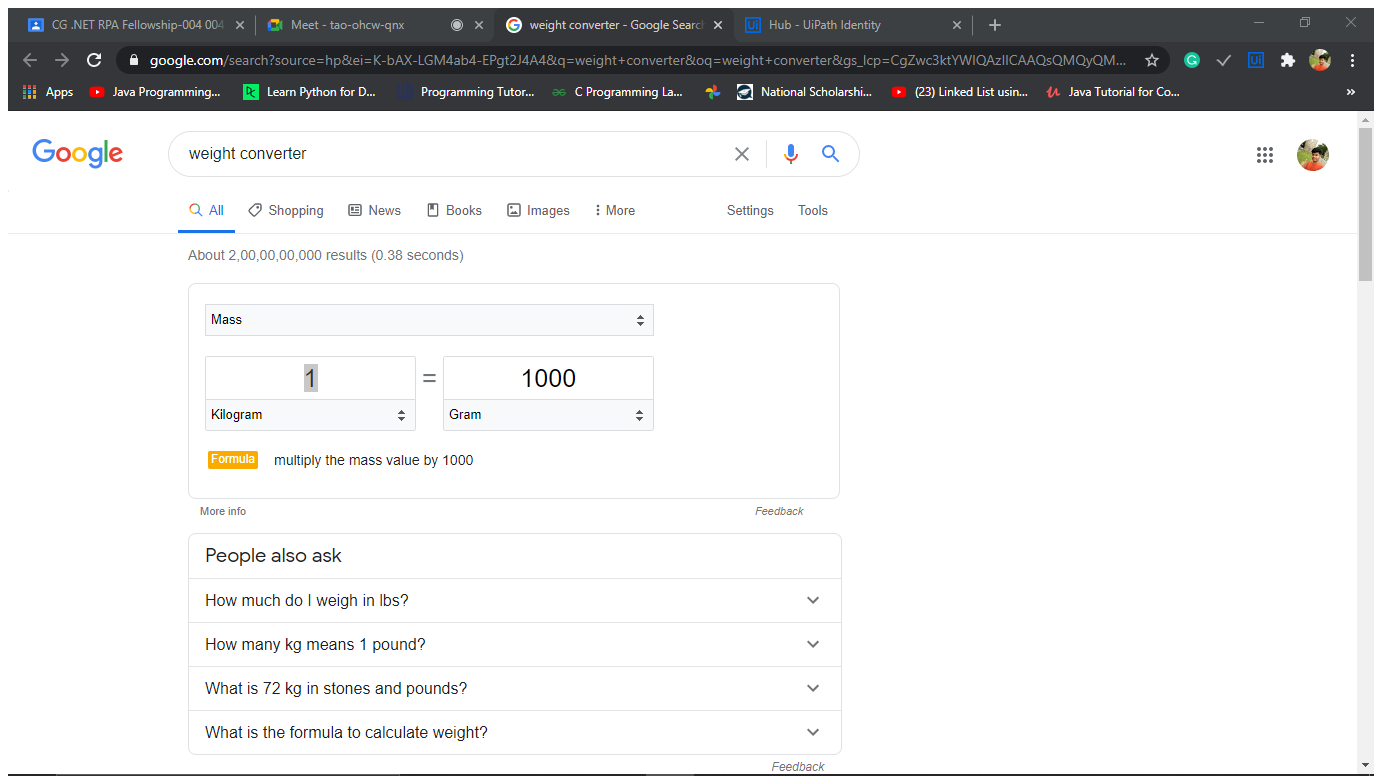 CG .NET RPA Fellowship-004 004 Meet - tao-ohcw-qnx weight converter - Google Search Hub - UiPath Identity
google.com/search?source=hp&ei=K-bAX-LGM4ab4-EPgt2J4A4&q=weight+converter&oq=weight+converter&gs_lcp=CgZwc3ktYWIQAzIICAAQsQMQyQM...
Apps Java Programming... Learn Python for D... Programming Tutor... C Programming La... National Scholarshi... (23) Linked List usin... Java Tutorial for Co... »
Google weight converter
All Shopping News Books Images More Settings Tools
About 2,00,00,00,000 results (0.38 seconds)
Mass
1 = 1000
Kilogram Gram
Formula multiply the mass value by 1000
More info Feedback
People also ask
How much do I weigh in lbs?
How many kg means 1 pound?
What is 72 kg in stones and pounds?
What is the formula to calculate weight?
Feedback